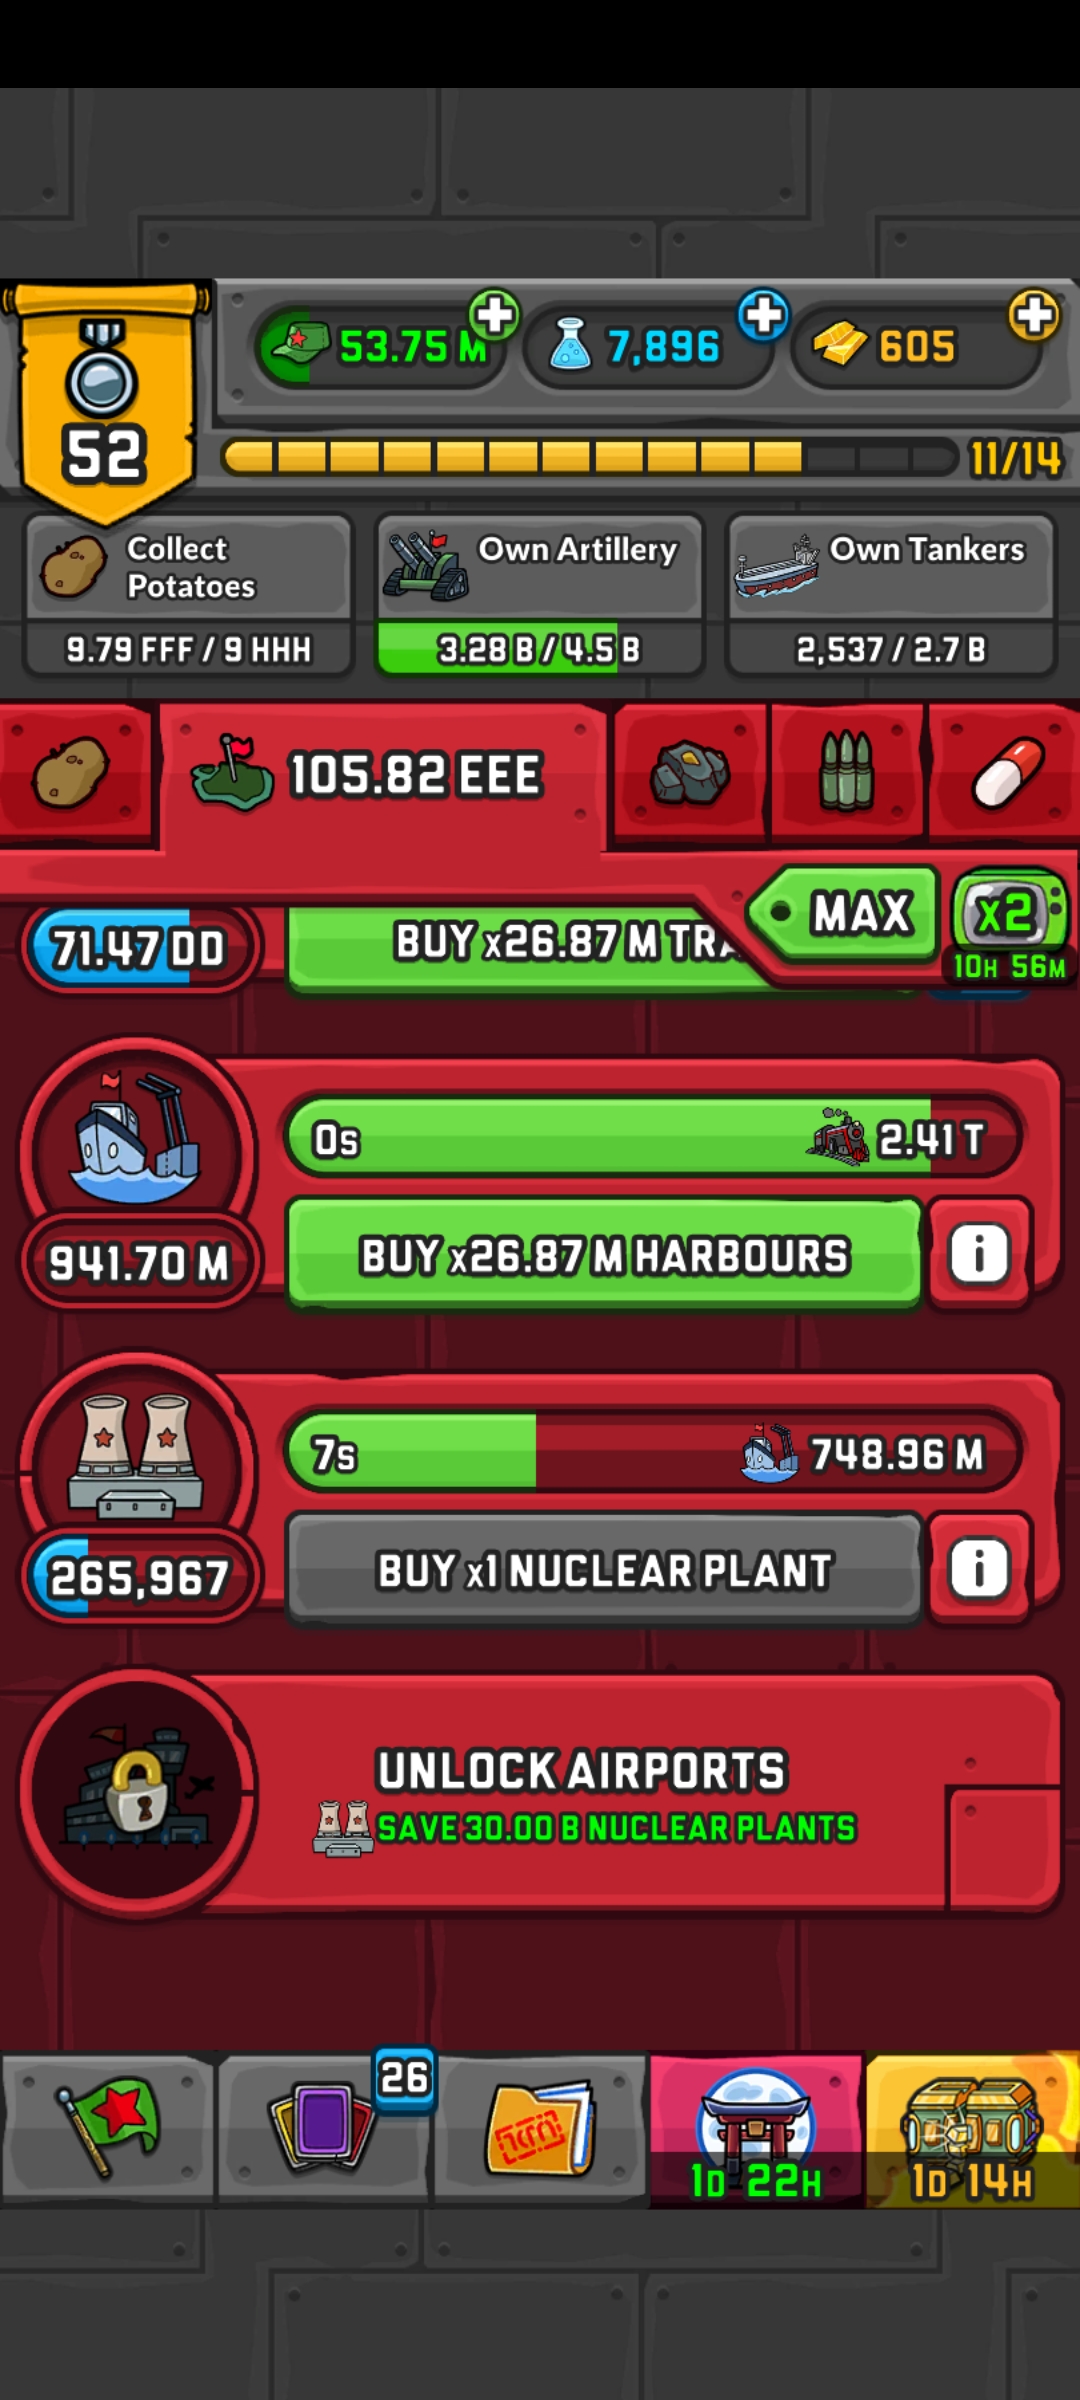 53.75 M
7,896
605
52
11/14
Collect
Potatoes
9.79 FFF / 9 HHH
Own Artillery
3.28 B / 4.5 B
Own Tankers
2,537 / 2.7 B
105.82 EEE
MAX
x2
10H 56M
71.47 DD
BUY x26.87 M
0s
2.41 T
941.70 M
BUY x26.87 M HARBOURS
i
7s
748.96 M
265,967
BUY x1 NUCLEAR PLANT
i
UNLOCK AIRPORTS
SAVE 30.00 B NUCLEAR PLANTS
26
1D 22H
1D 14H